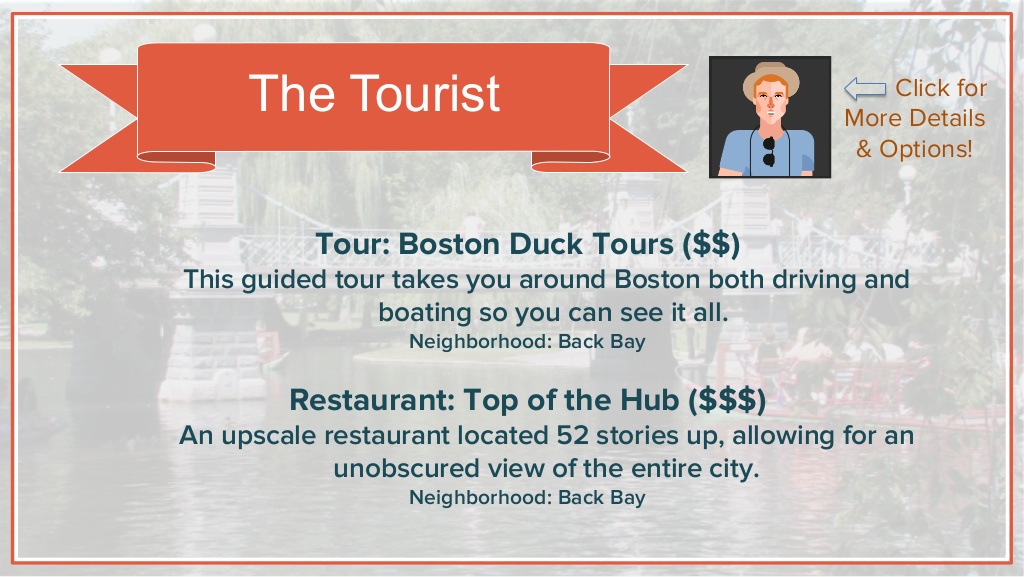 The Tourist
Click for
More Details
& Options!
Tour: Boston Duck Tours ($$)
This guided tour takes you around Boston both driving and
boating so you can see it all.
Neighborhood: Back Bay
Restaurant: Top of the Hub ($$$)
An upscale restaurant located 52 stories up, allowing for an
unobscured view of the entire city.
Neighborhood: Back Bay